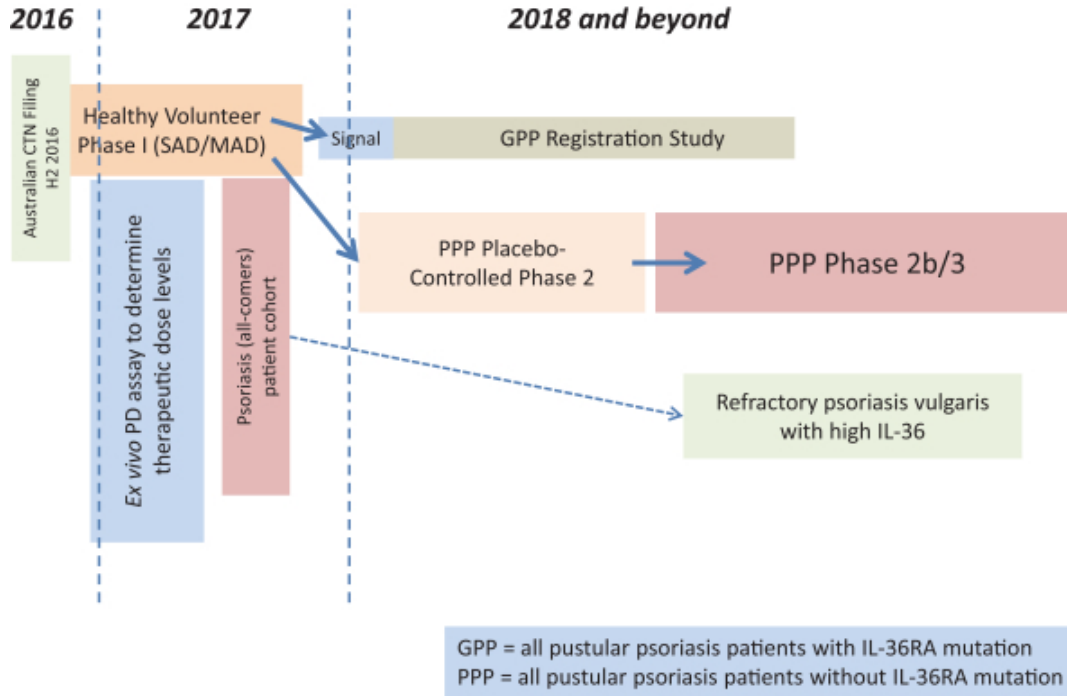 2016
2017
2018 and beyond
Australian CTN Filing
H2 2016
Healthy Volunteer
Phase I (SAD/MAD)
Signal
GPP Registration Study
Ex vivo PD assay to determine
therapeutic dose levels
Psoriasis (all-comers)
patient cohort
PPP Placebo-
Controlled Phase 2
PPP Phase 2b/3
Refractory psoriasis vulgaris
with high IL-36
GPP = all pustular psoriasis patients with IL-36RA mutation
PPP = all pustular psoriasis patients without IL-36RA mutation